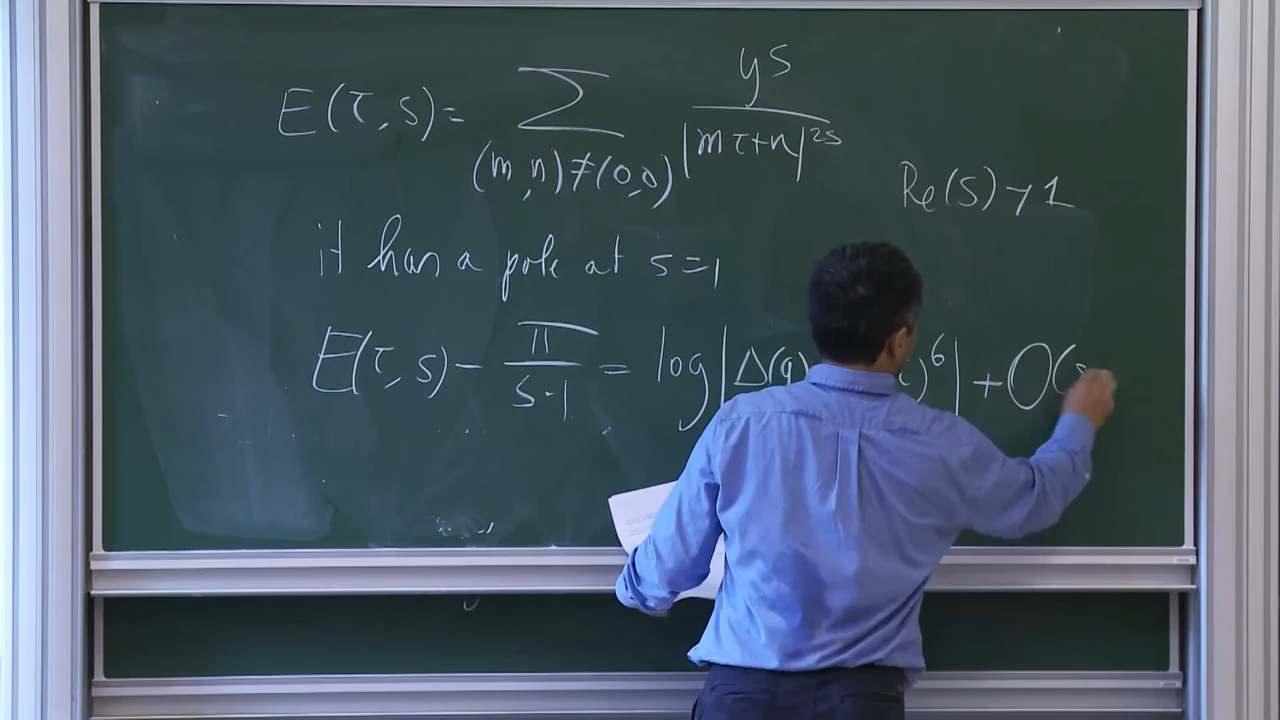 E(τ,s) = ∑ y^s / |mτ+n|^{2s}
(m,n)≠(0,0)
Re(s)>1
it has a pole at s=1
E(τ,s) - π/(s-1) = log|Δ(q) )^6| + O(s